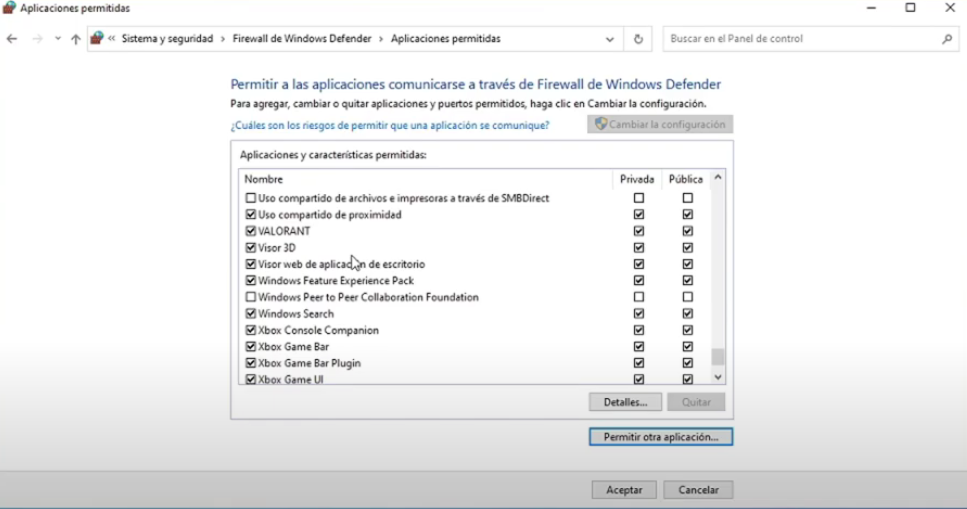 Aplicaciones permitidas
« Sistema y seguridad > Firewall de Windows Defender > Aplicaciones permitidas
Buscar en el Panel de control
Permitir a las aplicaciones comunicarse a través de Firewall de Windows Defender
Para agregar, cambiar o quitar aplicaciones y puertos permitidos, haga clic en Cambiar la configuración.
¿Cuáles son los riesgos de permitir que una aplicación se comunique?
Cambiar la configuración
Aplicaciones y características permitidas:
Nombre Privada Pública
Uso compartido de archivos e impresoras a través de SMBDirect
Uso compartido de proximidad
VALORANT
Visor 3D
Visor web de aplicación de escritorio
Windows Feature Experience Pack
Windows Peer to Peer Collaboration Foundation
Windows Search
Xbox Console Companion
Xbox Game Bar
Xbox Game Bar Plugin
Xbox Game UI
Detalles... Quitar
Permitir otra aplicación...
Aceptar Cancelar